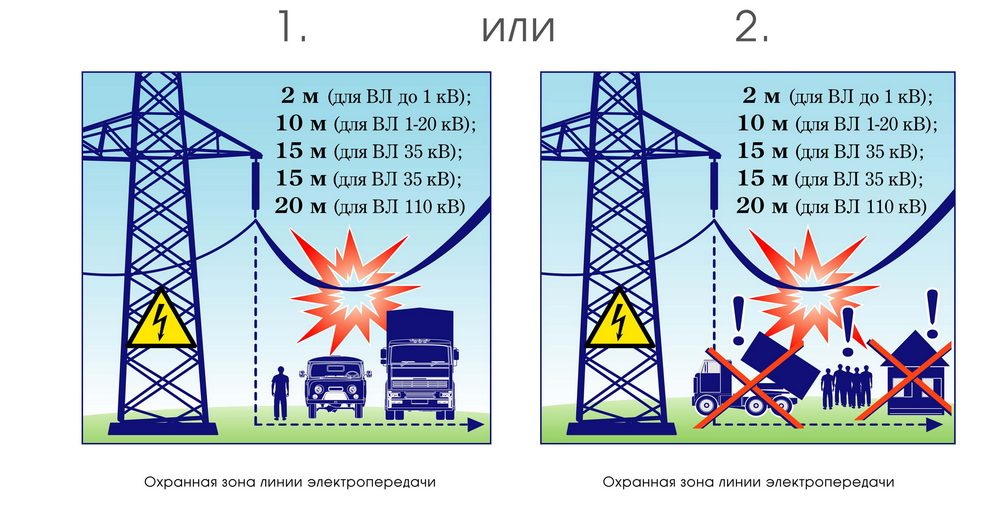 1. или 2.
2 м (для ВЛ до 1 кВ);
10 м (для ВЛ 1-20 кВ);
15 м (для ВЛ 35 кВ);
15 м (для ВЛ 35 кВ);
20 м (для ВЛ 110 кВ)
Охранная зона линии электропередачи
2 м (для ВЛ до 1 кВ);
10 м (для ВЛ 1-20 кВ);
15 м (для ВЛ 35 кВ);
15 м (для ВЛ 35 кВ);
20 м (для ВЛ 110 кВ)
Охранная зона линии электропередачи